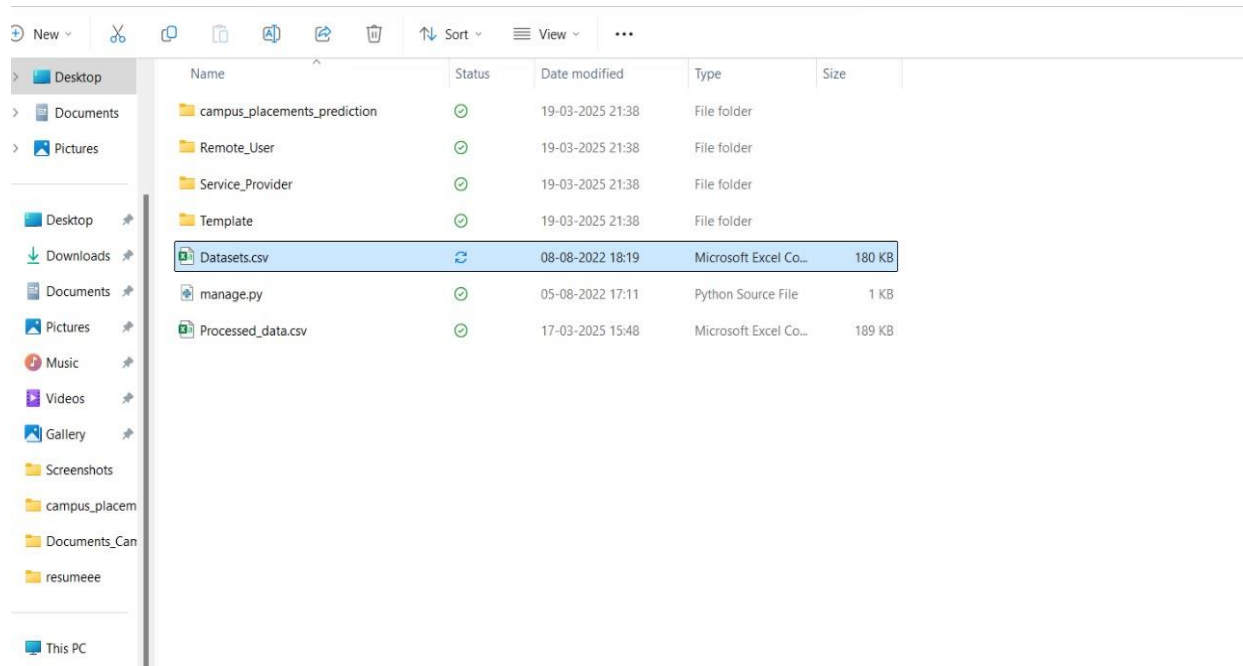 New Sort View ...
Desktop
Documents
Pictures
Desktop
Downloads
Documents
Pictures
Music
Videos
Gallery
Screenshots
campus_placem
Documents_Cam
resumeee
This PC
Name Status Date modified Type Size
campus_placements_prediction 19-03-2025 21:38 File folder
Remote_User 19-03-2025 21:38 File folder
Service_Provider 19-03-2025 21:38 File folder
Template 19-03-2025 21:38 File folder
Datasets.csv 08-08-2022 18:19 Microsoft Excel Co... 180 KB
manage.py 05-08-2022 17:11 Python Source File 1 KB
Processed_data.csv 17-03-2025 15:48 Microsoft Excel Co... 189 KB